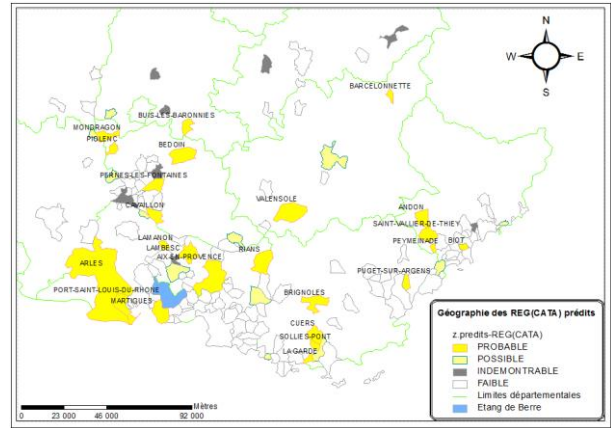 N
W E
S
BARCELONNETTE
BUIS-LES-BARONNIES
MONDRAGON
PIOLENC
BEDOIN
PERNES-LES-FONTAINES
CAVAILLON
VALENSOLE
ANDON
SAINT-VALLIER-DE-THIEY
PEYMEINADE
BIOT
LAMANON
LAMBESC
RIANS
AIX-EN-PROVENCE
ARLES
PUGET-SUR-ARGENS
PORT-SAINT-LOUIS-DU-RHONE
MARTIGUES
BRIGNOLES
CUERS
SOLLIES-PONT
LA GARDE
Géographie des REG(CATA) prédits
z.predits-REG(CATA)
PROBABLE
POSSIBLE
INDEMONTRABLE
FAIBLE
Limites départementales
Etang de Berre
Mètres
0 23 000 46 000 92 000